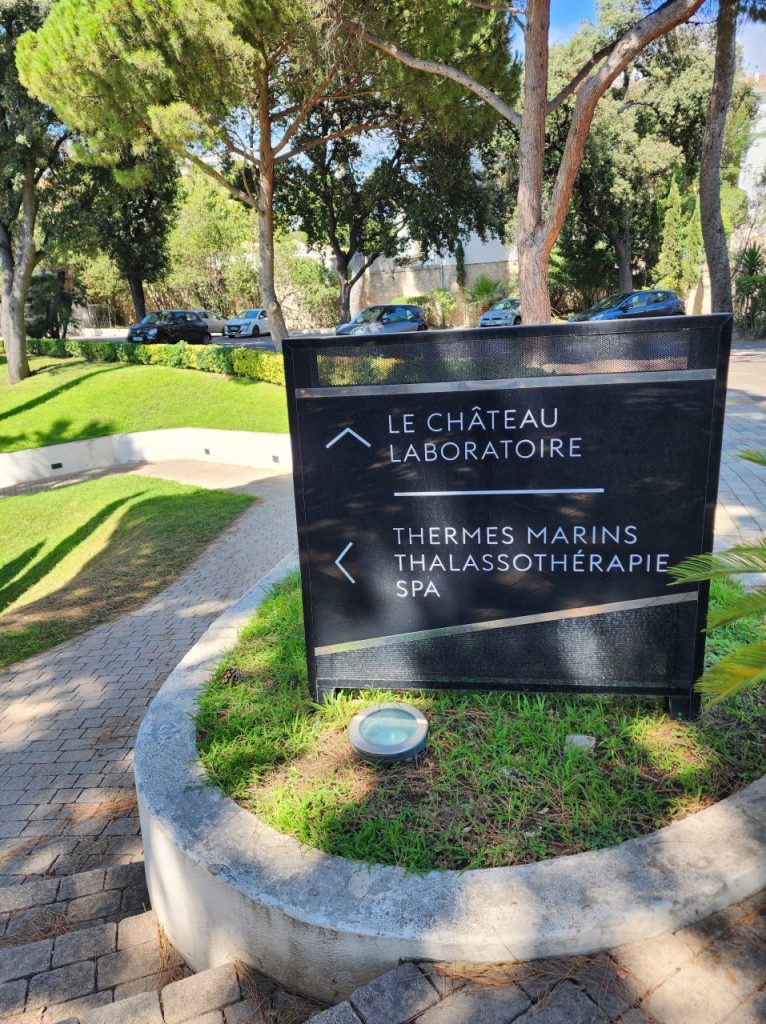 LE CHÂTEAU
LABORATOIRE
THERMES MARINS
THALASSOTHÉRAPIE
SPA